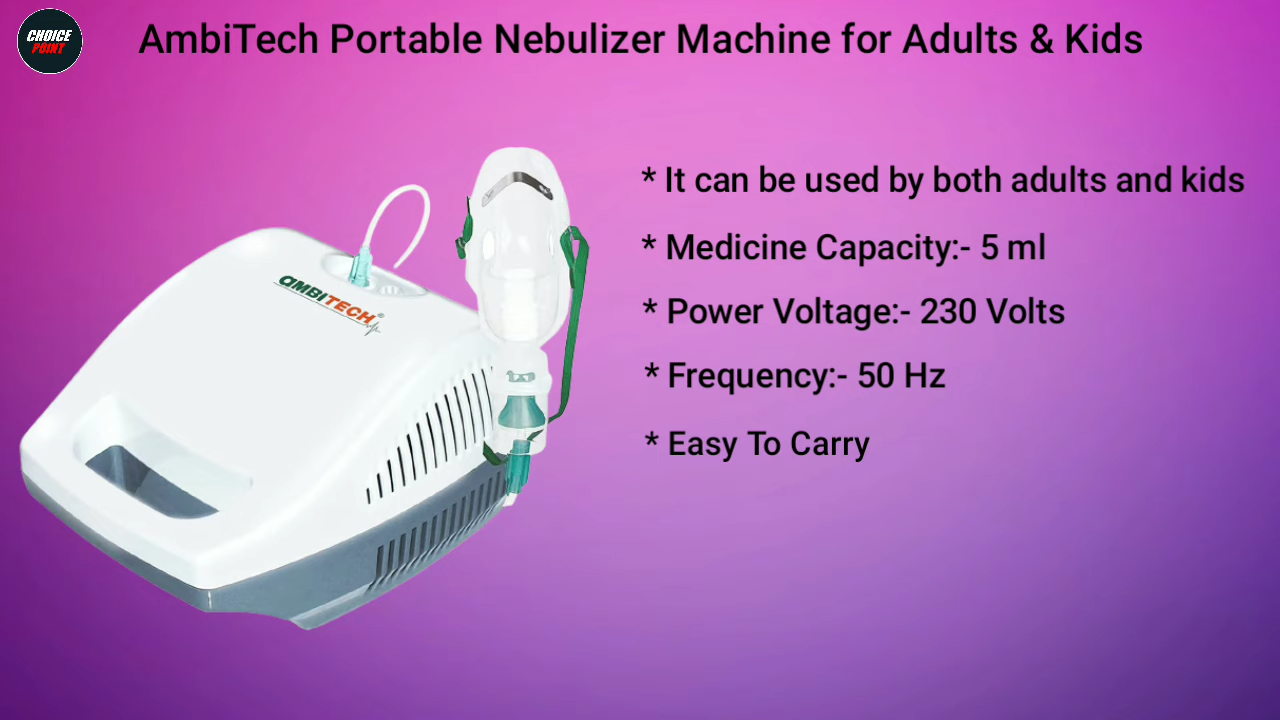 CHOICE
POINT
AmbiTech Portable Nebulizer Machine for Adults & Kids
* It can be used by both adults and kids
* Medicine Capacity:- 5 ml
* Power Voltage:- 230 Volts
* Frequency:- 50 Hz
* Easy To Carry
AMBITECH®